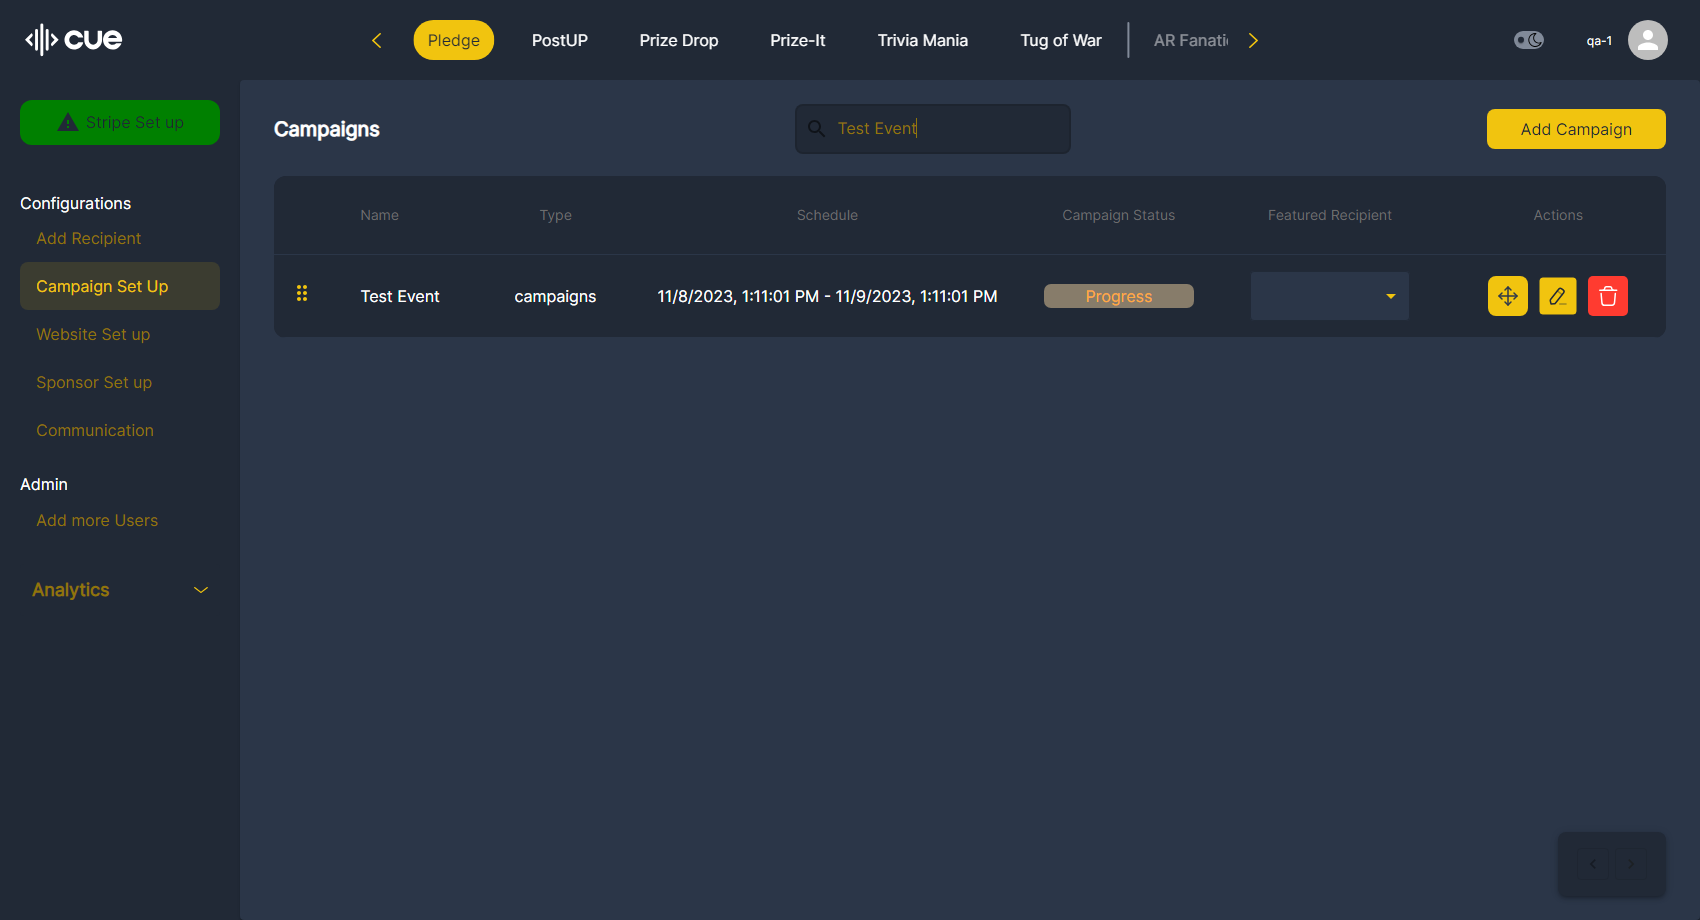 cue
Pledge PostUP Prize Drop Prize-It Trivia Mania Tug of War AR Fanati
qa-1
Stripe Set up
Configurations
Add Recipient
Campaign Set Up
Website Set up
Sponsor Set up
Communication
Admin
Add more Users
Analytics
Campaigns
Test Event
Add Campaign
Name Type Schedule Campaign Status Featured Recipient Actions
Test Event campaigns 11/8/2023, 1:11:01 PM - 11/9/2023, 1:11:01 PM Progress